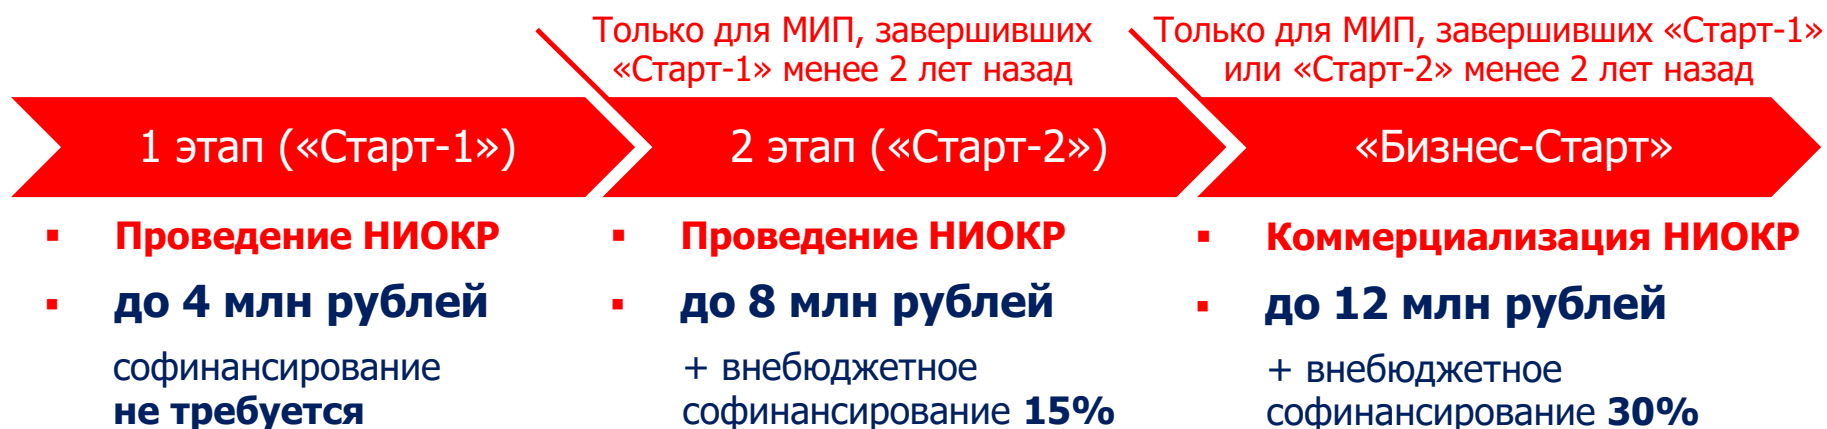 Только для МИП, завершивших
«Старт-1» менее 2 лет назад
Только для МИП, завершивших «Старт-1»
или «Старт-2» менее 2 лет назад
1 этап («Старт-1»)
2 этап («Старт-2»)
«Бизнес-Старт»
▪ Проведение НИОКР
▪ до 4 млн рублей
софинансирование
не требуется
▪ Проведение НИОКР
▪ до 8 млн рублей
+ внебюджетное
софинансирование 15%
▪ Коммерциализация НИОКР
▪ до 12 млн рублей
+ внебюджетное
софинансирование 30%